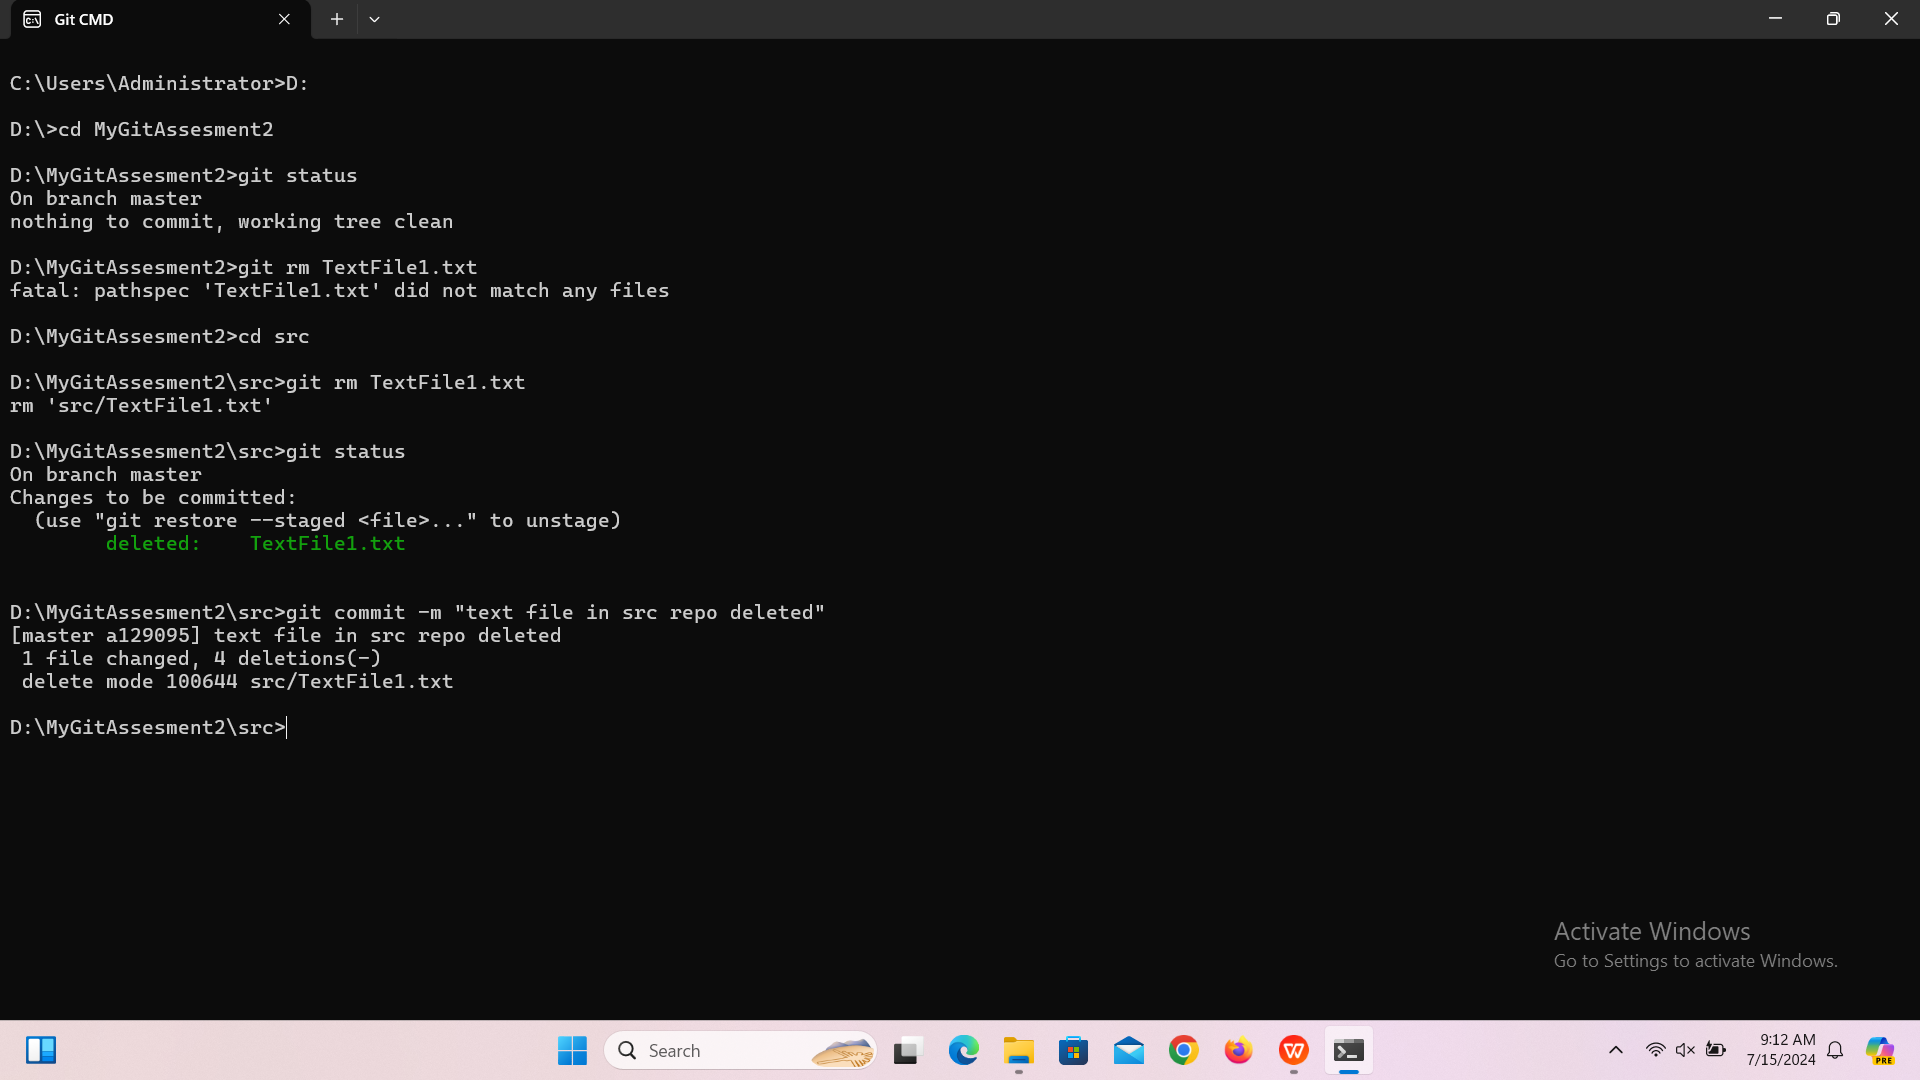 Git CMD
C:\Users\Administrator>D:
D:\>cd MyGitAssesment2
D:\MyGitAssesment2>git status
On branch master
nothing to commit, working tree clean
D:\MyGitAssesment2>git rm TextFile1.txt
fatal: pathspec 'TextFile1.txt' did not match any files
D:\MyGitAssesment2>cd src
D:\MyGitAssesment2\src>git rm TextFile1.txt
rm 'src/TextFile1.txt'
D:\MyGitAssesment2\src>git status
On branch master
Changes to be committed:
  (use "git restore --staged <file>..." to unstage)
        deleted:    TextFile1.txt
D:\MyGitAssesment2\src>git commit -m "text file in src repo deleted"
[master a129095] text file in src repo deleted
 1 file changed, 4 deletions(-)
 delete mode 100644 src/TextFile1.txt
D:\MyGitAssesment2\src>
Activate Windows
Go to Settings to activate Windows.
Search
9:12 AM
7/15/2024
PRE